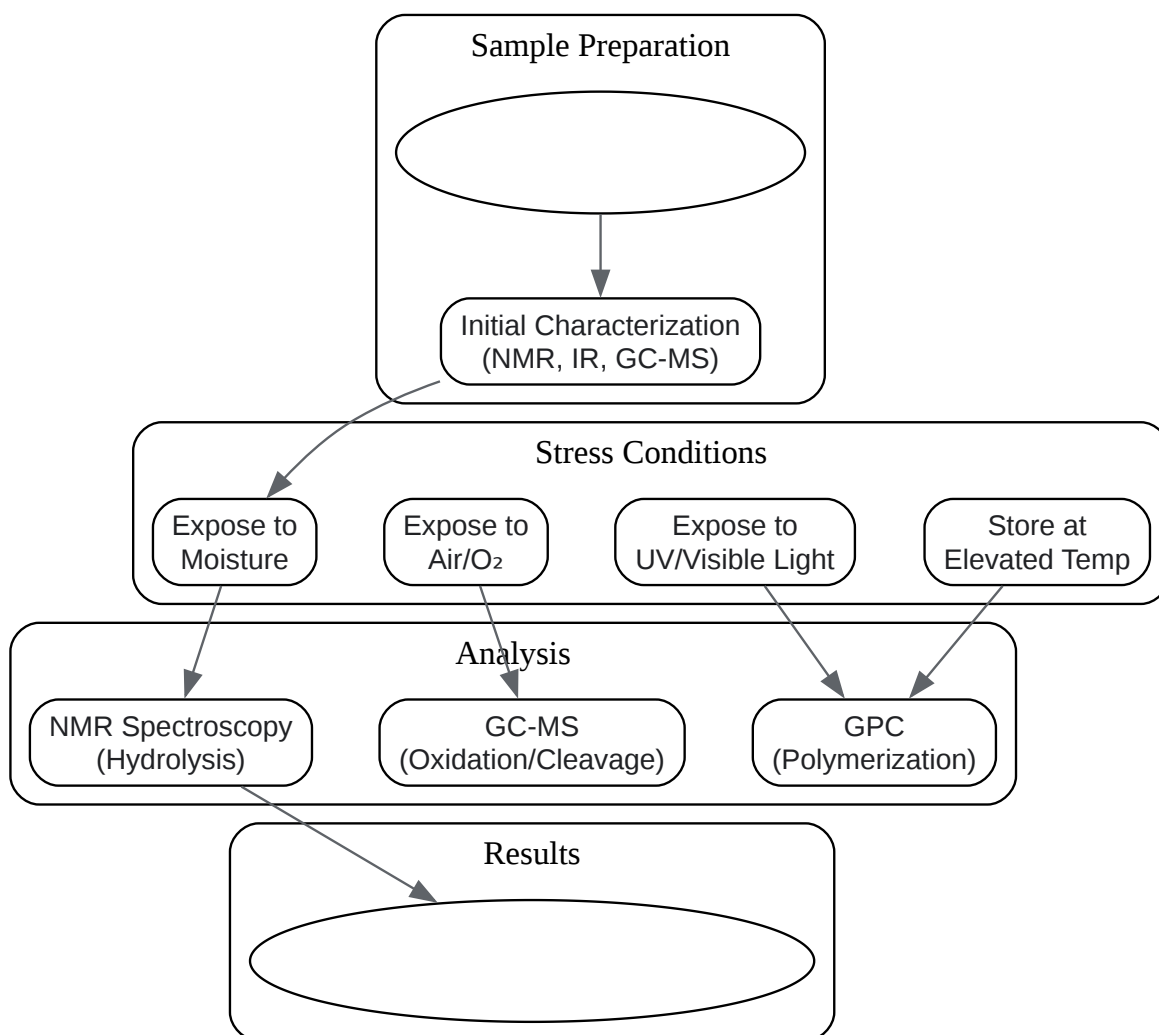 Sample Preparation
Initial Characterization
(NMR, IR, GC-MS)
Stress Conditions
Expose to
Moisture
Expose to
Air/O₂
Expose to
UV/Visible Light
Store at
Elevated Temp
Analysis
NMR Spectroscopy
(Hydrolysis)
GC-MS
(Oxidation/Cleavage)
GPC
(Polymerization)
Results